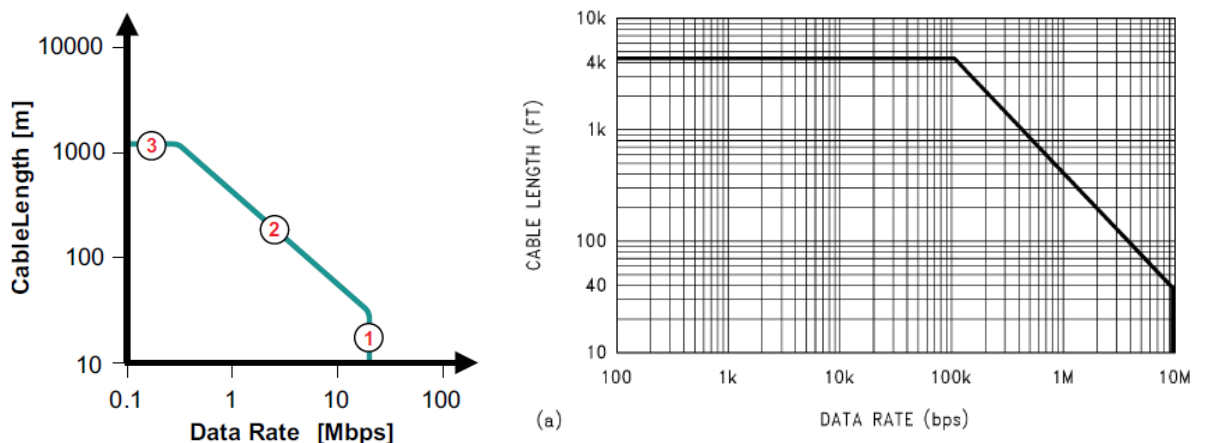 10000
1000
100
10
CableLength [m]
3
2
1
0.1 1 10 100
Data Rate [Mbps]
(a)
10k
4k
1k
100
40
10
CABLE LENGTH (FT)
100 1k 10k 100k 1M 10M
DATA RATE (bps)